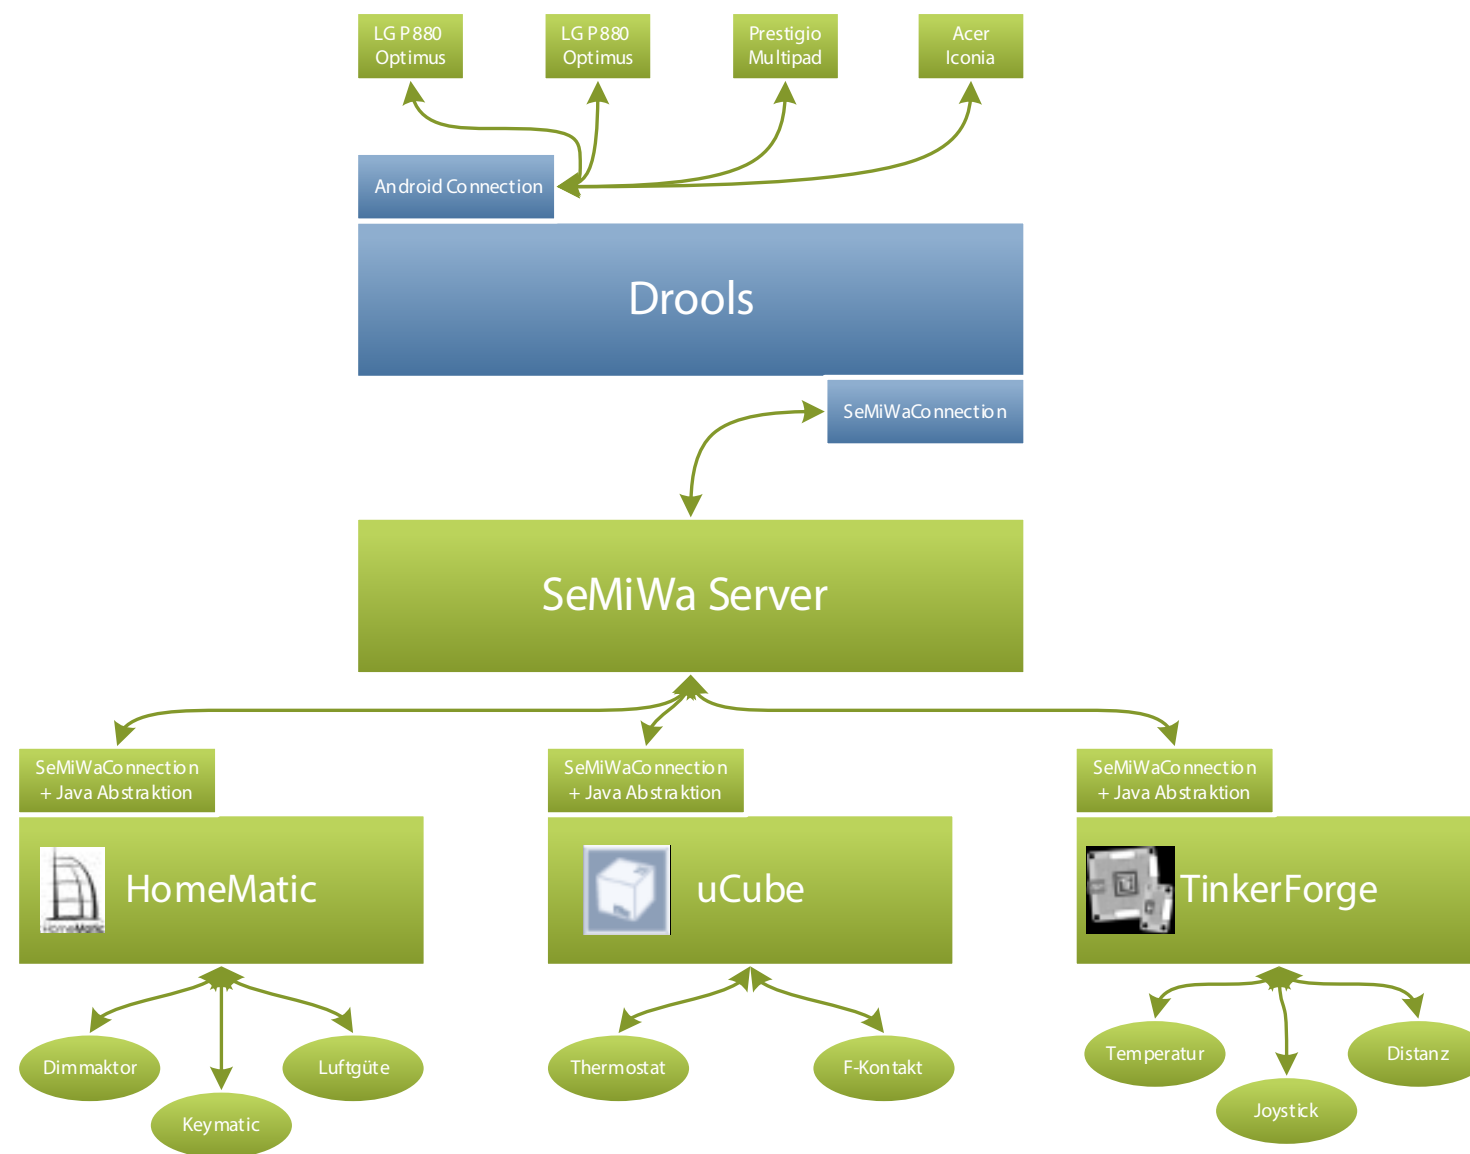 LG P880
Optimus
LG P880
Optimus
Prestigio
Multipad
Acer
Iconia
Android Connection
Drools
SeMiWaConnection
SeMiWa Server
SeMiWaConnection
+ Java Abstraktion
SeMiWaConnection
+ Java Abstraktion
SeMiWaConnection
+ Java Abstraktion
HomeMatic
HomeMatic
uCube
TinkerForge
Dimmaktor
Luftgüte
Keymatic
Thermostat
F-Kontakt
Temperatur
Distanz
Joystick